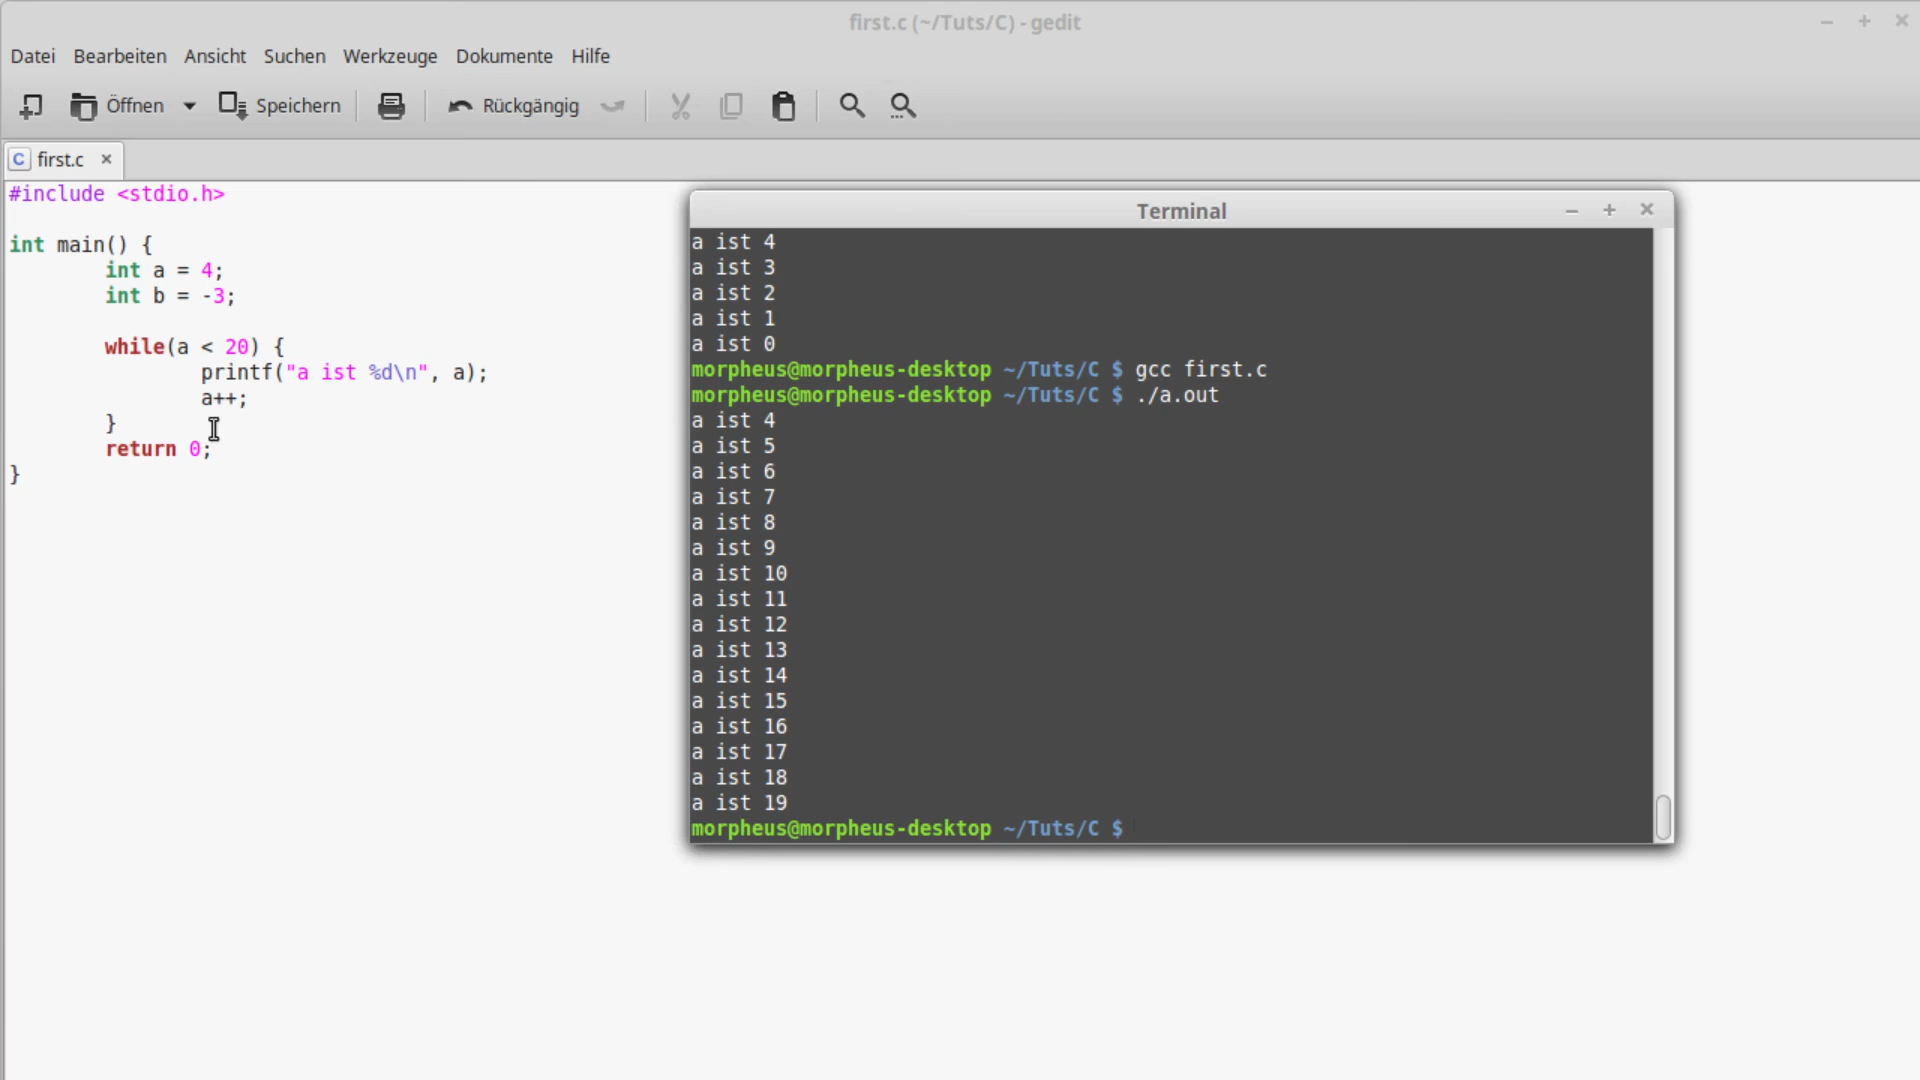 first.c (~/Tuts/C) - gedit
Datei Bearbeiten Ansicht Suchen Werkzeuge Dokumente Hilfe
Öffnen Speichern Rückgängig
C first.c
#include <stdio.h>
int main() {
int a = 4;
int b = -3;
while(a < 20) {
printf("a ist %d\n", a);
a++;
}
return 0;
}
Terminal
a ist 4
a ist 3
a ist 2
a ist 1
a ist 0
morpheus@morpheus-desktop ~/Tuts/C $ gcc first.c
morpheus@morpheus-desktop ~/Tuts/C $ ./a.out
a ist 4
a ist 5
a ist 6
a ist 7
a ist 8
a ist 9
a ist 10
a ist 11
a ist 12
a ist 13
a ist 14
a ist 15
a ist 16
a ist 17
a ist 18
a ist 19
morpheus@morpheus-desktop ~/Tuts/C $